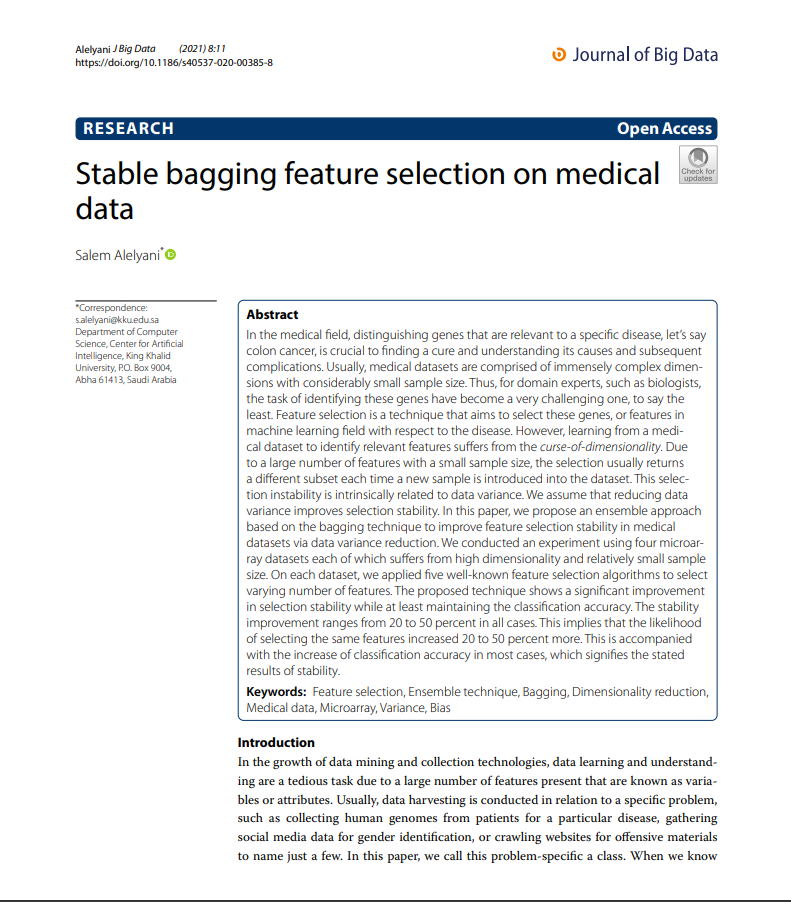 Alelyani J Big Data (2021) 8:11
https://doi.org/10.1186/s40537-020-00385-8
Journal of Big Data
RESEARCH
Open Access
Check for
updates
Stable bagging feature selection on medical
data
Salem Alelyani*
*Correspondence:
s.alelyani@kku.edu.sa
Department of Computer
Science, Center for Artificial
Intelligence, King Khalid
University, P.O. Box 9004,
Abha 61413, Saudi Arabia
Abstract
In the medical field, distinguishing genes that are relevant to a specific disease, let's say
colon cancer, is crucial to finding a cure and understanding its causes and subsequent
complications. Usually, medical datasets are comprised of immensely complex dimen-
sions with considerably small sample size. Thus, for domain experts, such as biologists,
the task of identifying these genes have become a very challenging one, to say the
least. Feature selection is a technique that aims to select these genes, or features in
machine learning field with respect to the disease. However, learning from a medi-
cal dataset to identify relevant features suffers from the curse-of-dimensionality. Due
to a large number of features with a small sample size, the selection usually returns
a different subset each time a new sample is introduced into the dataset. This selec-
tion instability is intrinsically related to data variance. We assume that reducing data
variance improves selection stability. In this paper, we propose an ensemble approach
based on the bagging technique to improve feature selection stability in medical
datasets via data variance reduction. We conducted an experiment using four microar-
ray datasets each of which suffers from high dimensionality and relatively small sample
size. On each dataset, we applied five well-known feature selection algorithms to select
varying number of features. The proposed technique shows a significant improvement
in selection stability while at least maintaining the classification accuracy. The stability
improvement ranges from 20 to 50 percent in all cases. This implies that the likelihood
of selecting the same features increased 20 to 50 percent more. This is accompanied
with the increase of classification accuracy in most cases, which signifies the stated
results of stability.
Keywords: Feature selection, Ensemble technique, Bagging, Dimensionality reduction,
Medical data, Microarray, Variance, Bias
Introduction
In the growth of data mining and collection technologies, data learning and understand-
ing are a tedious task due to a large number of features present that are known as varia-
bles or attributes. Usually, data harvesting is conducted in relation to a specific problem,
such as collecting human genomes from patients for a particular disease, gathering
social media data for gender identification, or crawling websites for offensive materials
to name just a few. In this paper, we call this problem-specific a class. When we know